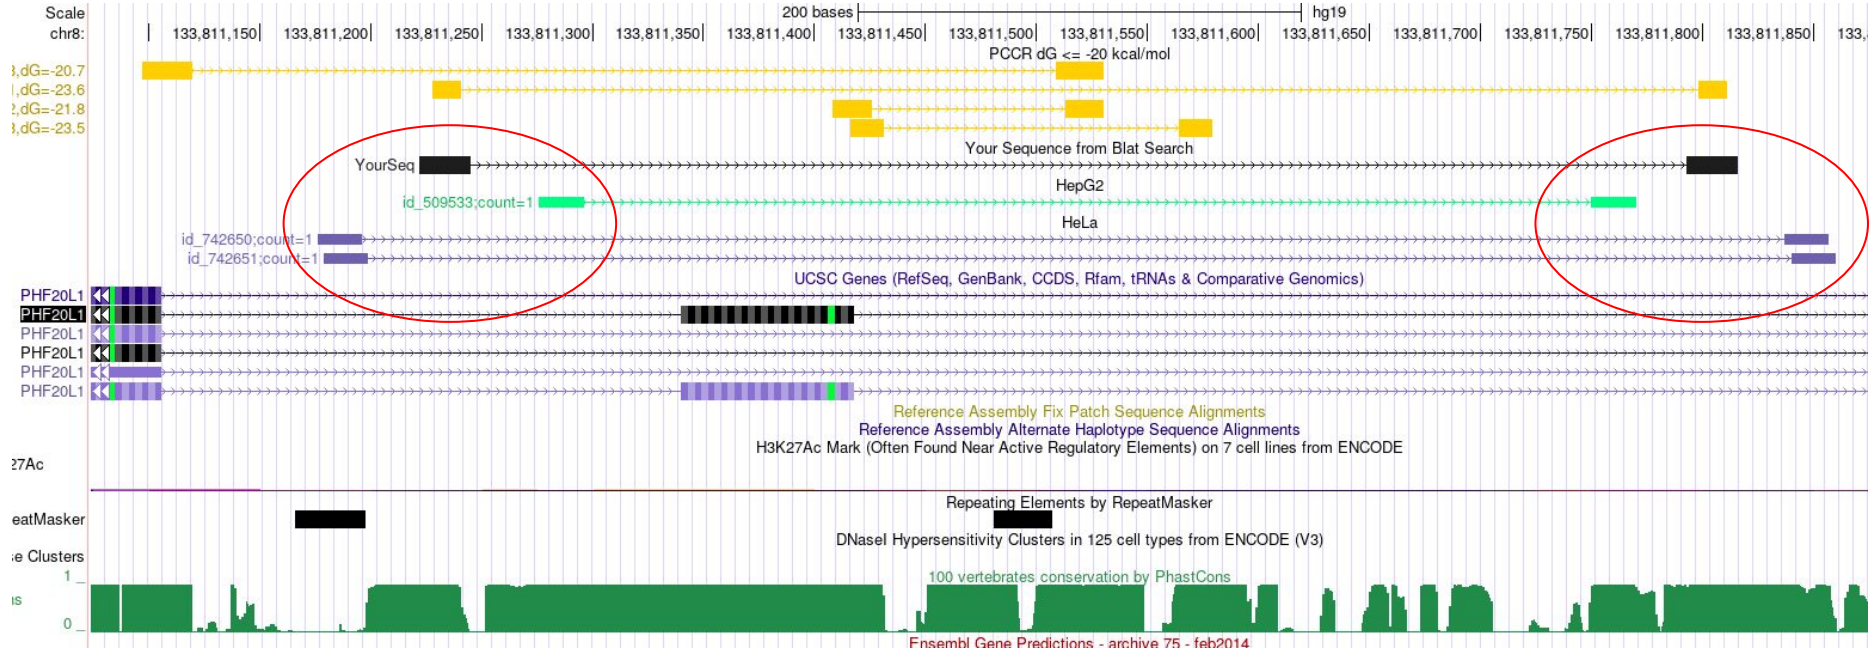 Scale 200 bases hg19
chr8: 133,811,150 133,811,200 133,811,250 133,811,300 133,811,350 133,811,400 133,811,450 133,811,500 133,811,550 133,811,600 133,811,650 133,811,700 133,811,750 133,811,800 133,811,850 133,8
PCCR dG <= -20 kcal/mol
3,dG=-20.7
1,dG=-23.6
2,dG=-21.8
3,dG=-23.5
Your Sequence from Blat Search
YourSeq
HepG2
id_509533;count=1
HeLa
id_742650;count=1
id_742651;count=1
UCSC Genes (RefSeq, GenBank, CCDS, Rfam, tRNAs & Comparative Genomics)
PHF20L1
PHF20L1
PHF20L1
PHF20L1
PHF20L1
PHF20L1
Reference Assembly Fix Patch Sequence Alignments
Reference Assembly Alternate Haplotype Sequence Alignments
H3K27Ac Mark (Often Found Near Active Regulatory Elements) on 7 cell lines from ENCODE
27Ac
Repeating Elements by RepeatMasker
eatMasker
DNaseI Hypersensitivity Clusters in 125 cell types from ENCODE (V3)
se Clusters
100 vertebrates conservation by PhastCons
1
ns
0
Ensembl Gene Predictions - archive 75 - feb2014